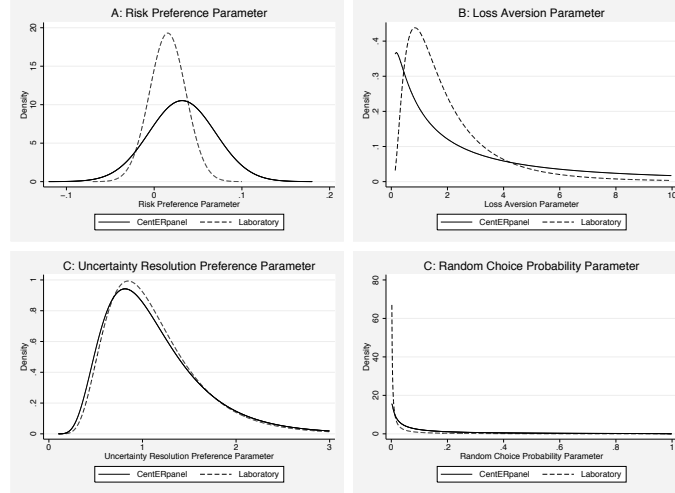 A: Risk Preference Parameter
20
15
10
5
0
Density
−.1 0 .1 .2
Risk Preference Parameter
CentERpanel Laboratory
B: Loss Aversion Parameter
.4
.3
.2
.1
0
Density
0 2 4 6 8 10
Loss Aversion Parameter
CentERpanel Laboratory
C: Uncertainty Resolution Preference Parameter
1
.8
.6
.4
.2
0
Density
0 1 2 3
Uncertainty Resolution Preference Parameter
CentERpanel Laboratory
C: Random Choice Probability Parameter
80
60
40
20
0
Density
0 .2 .4 .6 .8 1
Random Choice Probability Parameter
CentERpanel Laboratory